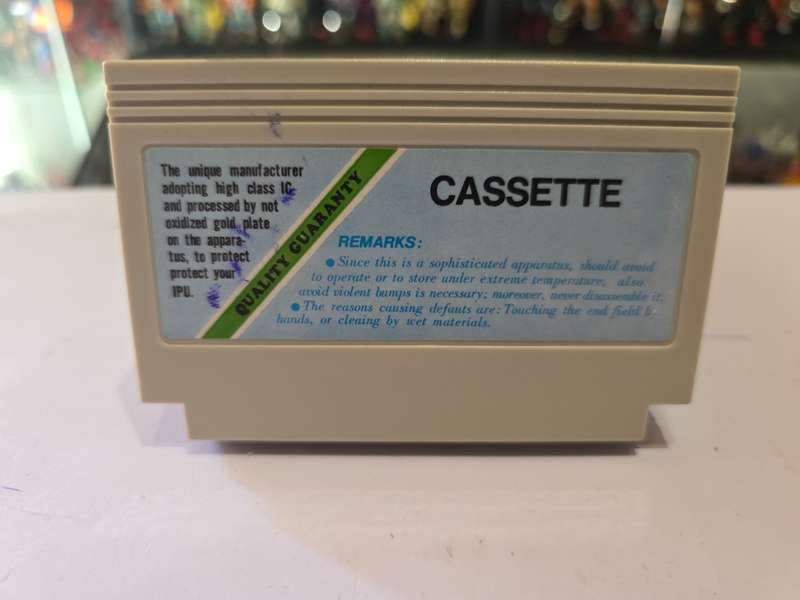 The unique manufacturer
adopting high class IC
and processed by not
oxidized gold plate
on the appara-
tus, to protect
protect your
IPU.
QUALITY GUARANTY
CASSETTE
REMARKS:
● Since this is a sophisticated apparatus, should avoid
to operate or to store under extreme temperature, also
avoid violent bumps is necessary; moreover, never disassemble it.
● The reasons causing defauts are: Touching the end field by
hands, or cleaing by wet materials.